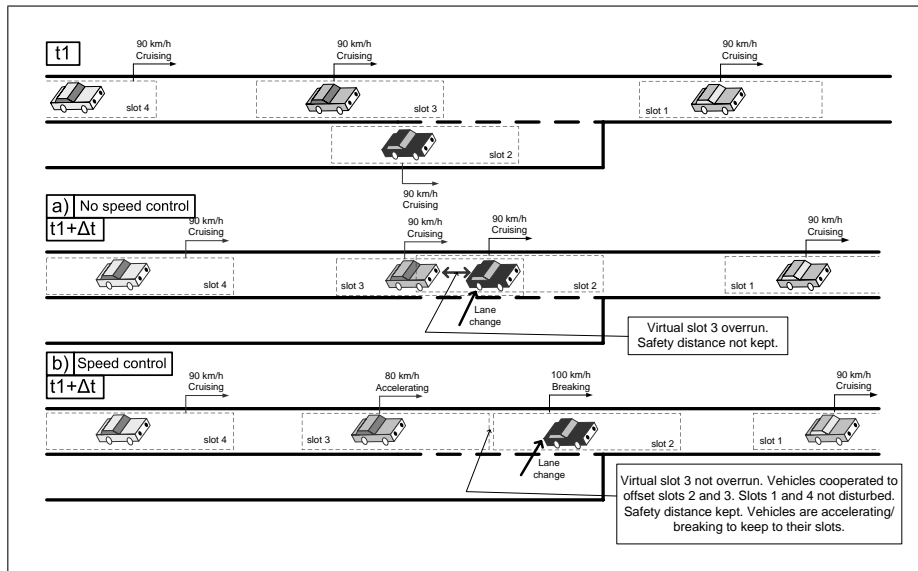 t1
90 km/h
Cruising
90 km/h
Cruising
90 km/h
Cruising
slot 4
slot 3
slot 1
slot 2
90 km/h
Cruising
a) No speed control
t1+Δt
90 km/h
Cruising
90 km/h
Cruising
90 km/h
Cruising
90 km/h
Cruising
slot 4
slot 3
slot 2
slot 1
Lane
change
Virtual slot 3 overrun.
Safety distance not kept.
b) Speed control
t1+Δt
90 km/h
Cruising
80 km/h
Accelerating
100 km/h
Breaking
90 km/h
Cruising
slot 4
slot 3
slot 2
slot 1
Lane
change
Virtual slot 3 not overrun. Vehicles cooperated to
offset slots 2 and 3. Slots 1 and 4 not disturbed.
Safety distance kept. Vehicles are accelerating/
breaking to keep to their slots.